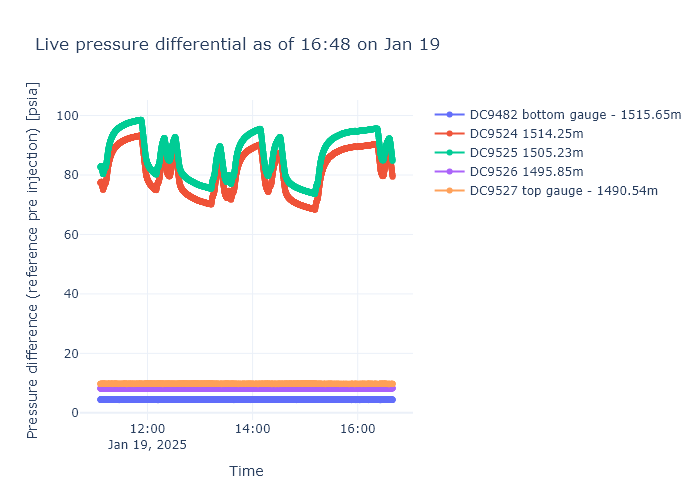 Live pressure differential as of 16:48 on Jan 19
Pressure difference (reference pre injection) [psia]
100
80
60
40
20
0
12:00
Jan 19, 2025
14:00
16:00
Time
DC9482 bottom gauge - 1515.65m
DC9524 1514.25m
DC9525 1505.23m
DC9526 1495.85m
DC9527 top gauge - 1490.54m